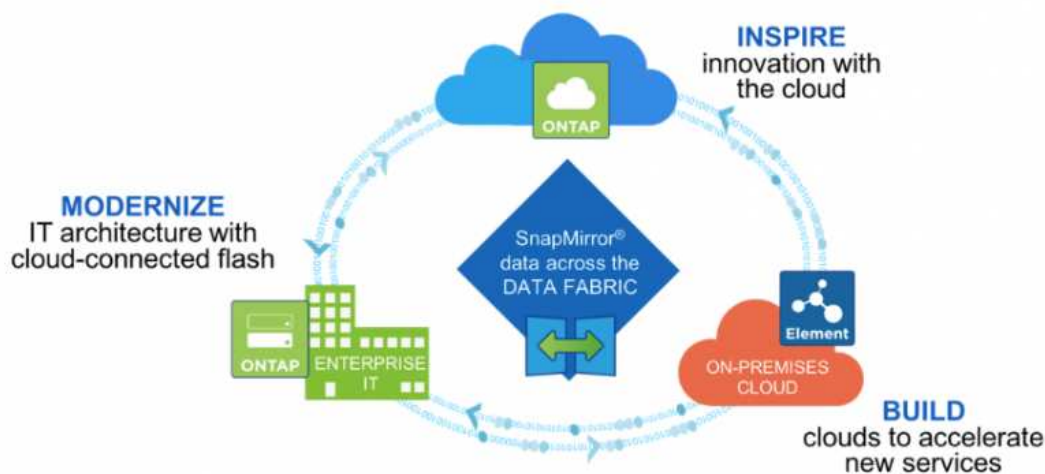 INSPIRE
innovation with
the cloud
ONTAP
MODERNIZE
IT architecture with
cloud-connected flash
SnapMirror®
data across the
DATA FABRIC
ONTAP
ENTERPRISE
IT
Element
ON-PREMISES
CLOUD
BUILD
clouds to accelerate
new services